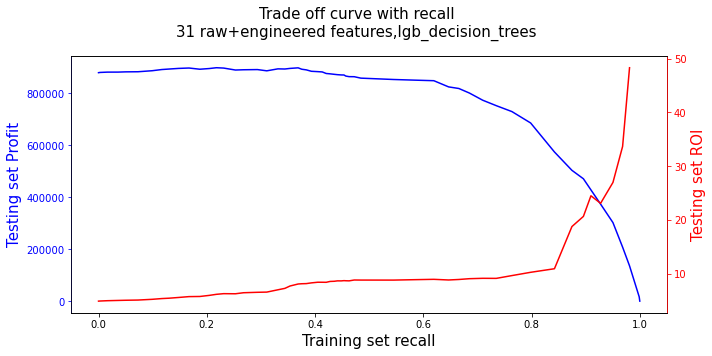 Trade off curve with recall
31 raw+engineered features,lgb_decision_trees
Testing set Profit
800000
600000
400000
200000
0
50
40
30
20
10
Testing set ROI
0.0 0.2 0.4 0.6 0.8 1.0
Training set recall